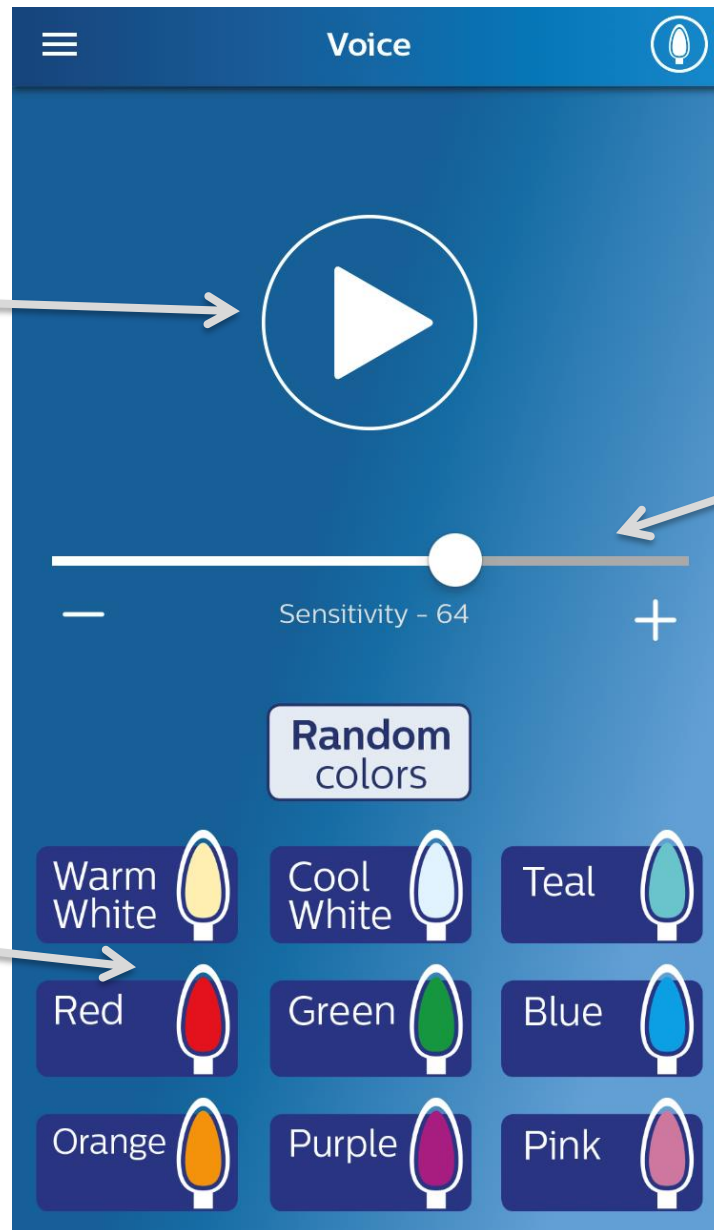 Voice
Sensitivity - 64
Random
colors
Warm
White
Cool
White
Teal
Red
Green
Blue
Orange
Purple
Pink